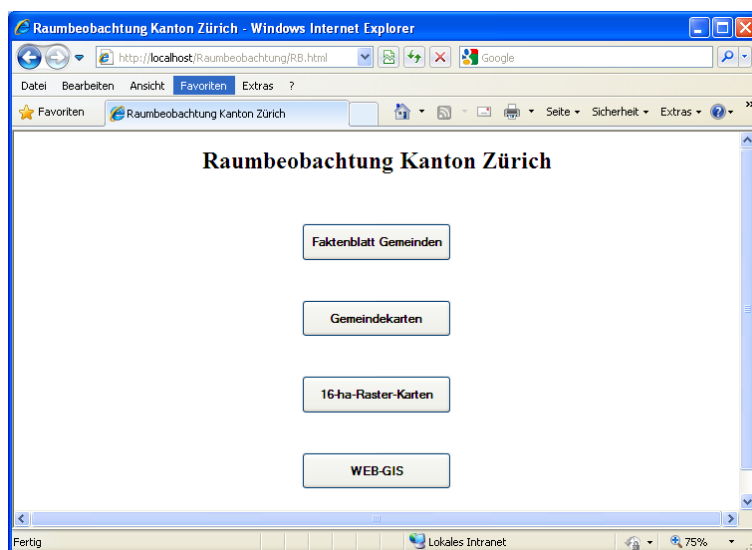 Raumbeobachtung Kanton Zürich - Windows Internet Explorer
http://localhost/Raumbeobachtung/RB.html
Google
Datei Bearbeiten Ansicht Favoriten Extras ?
Favoriten Raumbeobachtung Kanton Zürich Seite Sicherheit Extras »
Raumbeobachtung Kanton Zürich
Faktenblatt Gemeinden
Gemeindekarten
16-ha-Raster-Karten
WEB-GIS
Fertig Lokales Intranet 75%